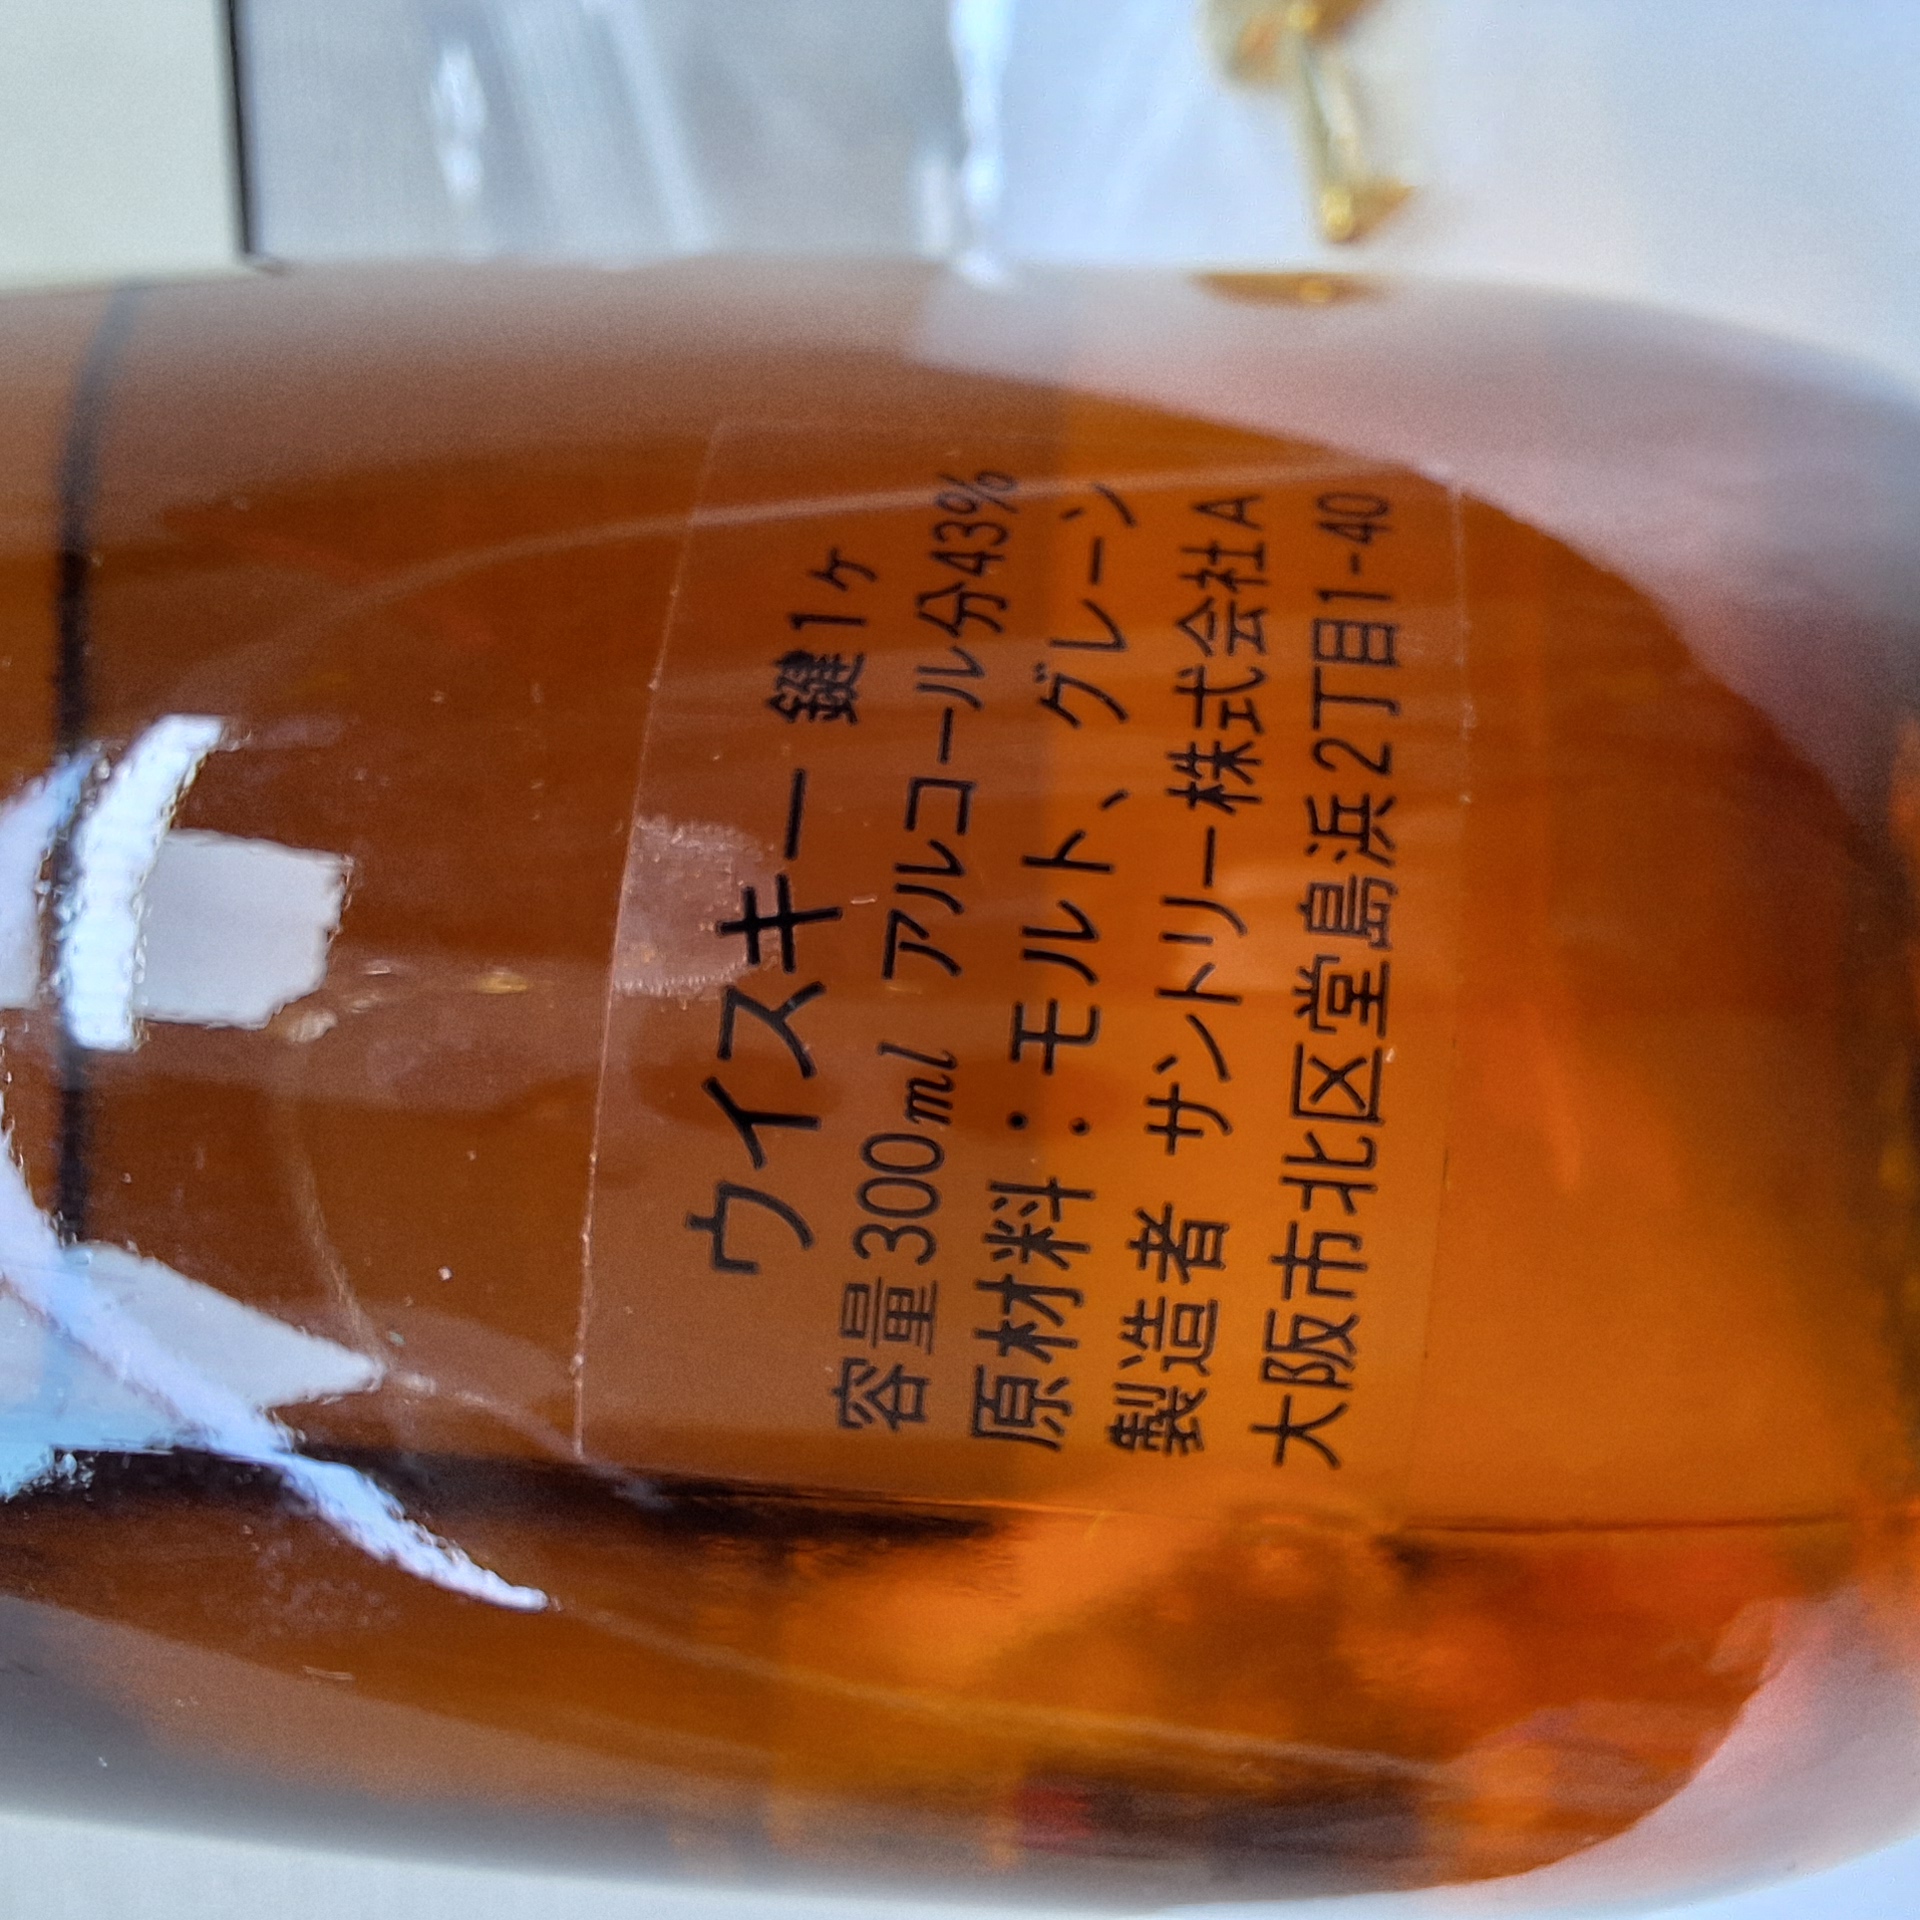 ウイスキー 鍵1ヶ
容量300ml アルコール分43%
原材料:モルト、グレーン
製造者 サントリー株式会社A
大阪市北区堂島浜2丁目1-40